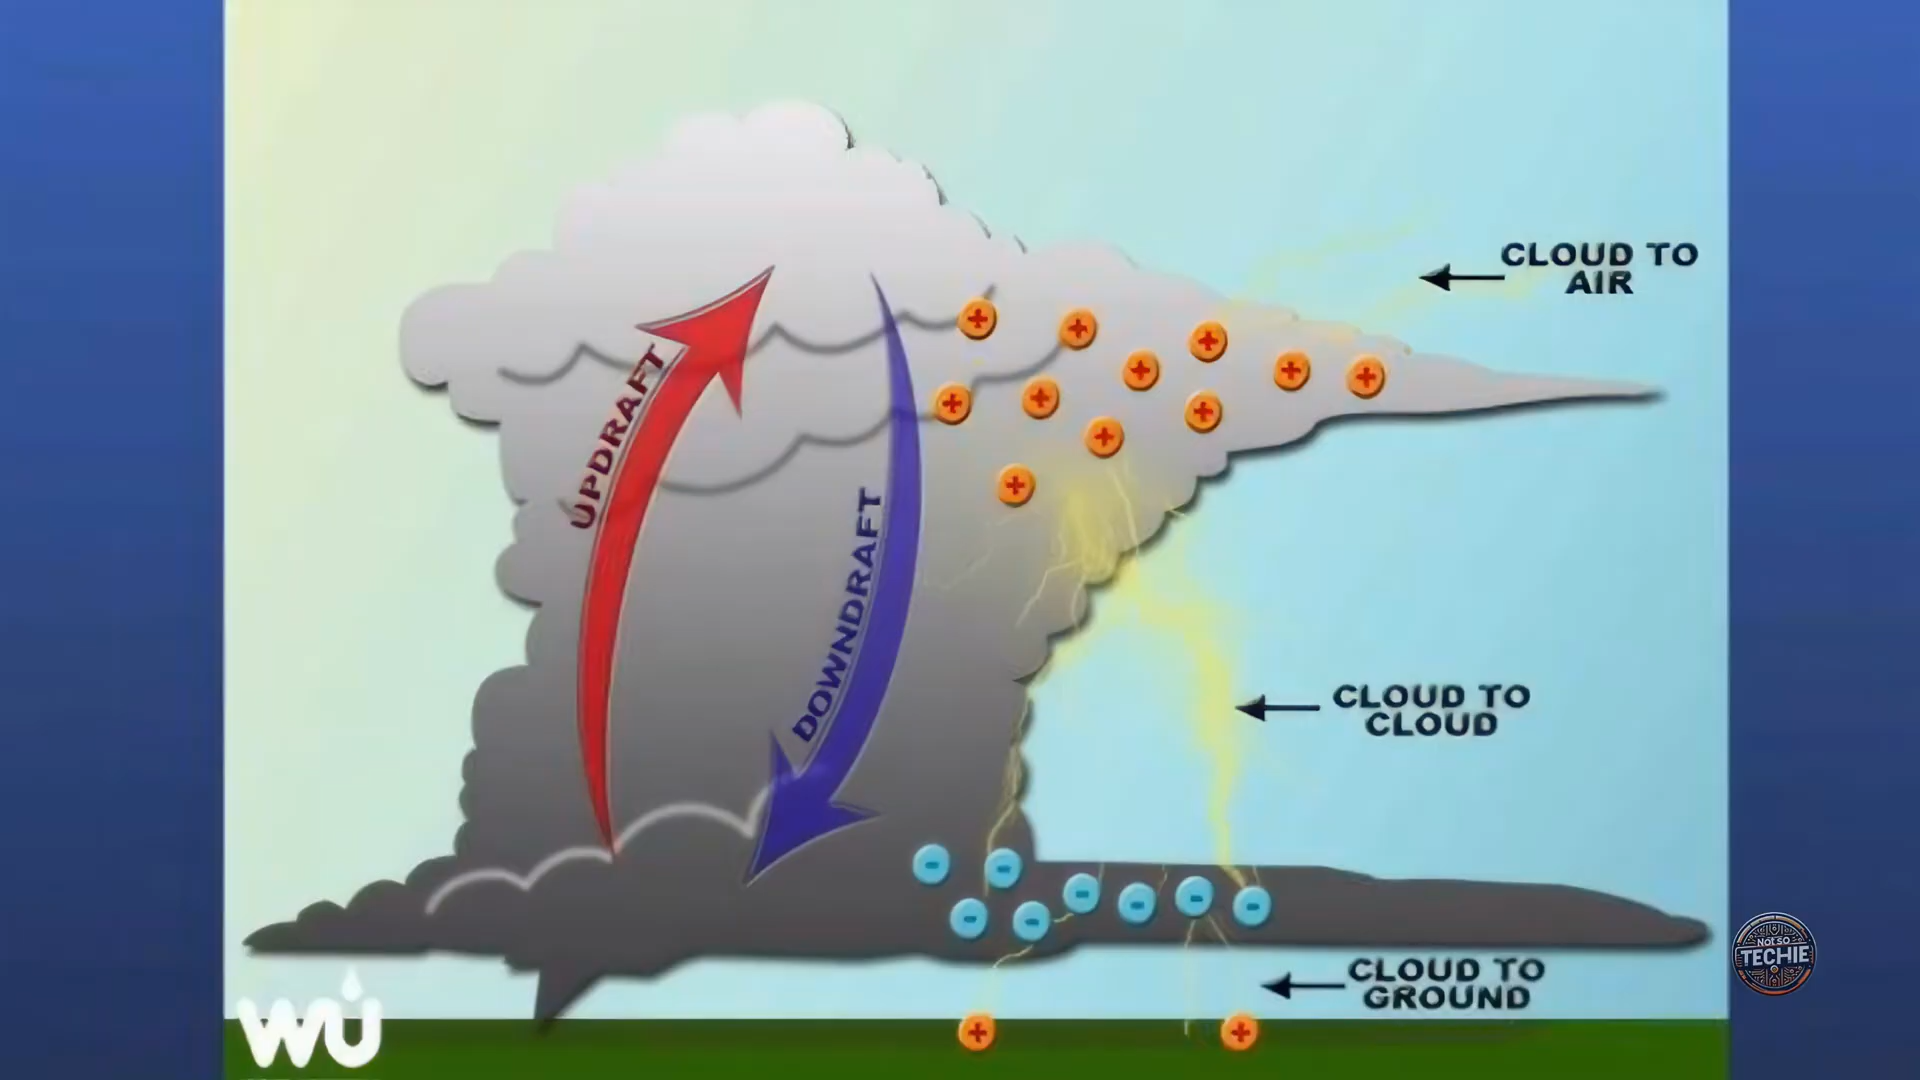 CLOUD TO
AIR
UPDRAFT
DOWNDRAFT
CLOUD TO
CLOUD
CLOUD TO
GROUND
WU
NOT SO
TECHIE